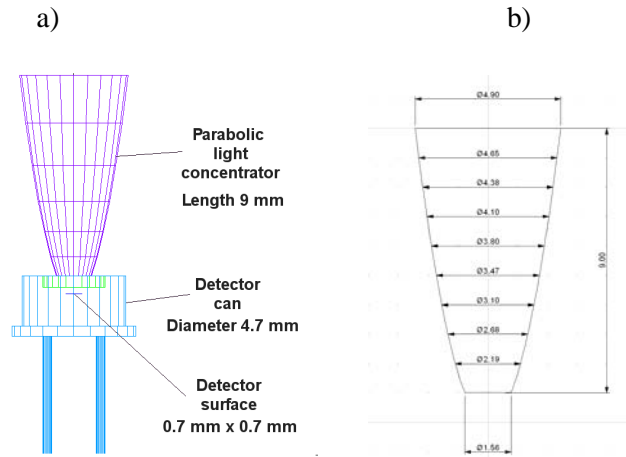 a)
b)
Parabolic
light
concentrator
Length 9 mm
Detector
can
Diameter 4.7 mm
Detector
surface
0.7 mm x 0.7 mm
Ø4.90
Ø4.65
Ø4.38
Ø4.10
Ø3.80
Ø3.47
Ø3.10
Ø2.68
Ø2.19
Ø1.56
9.00